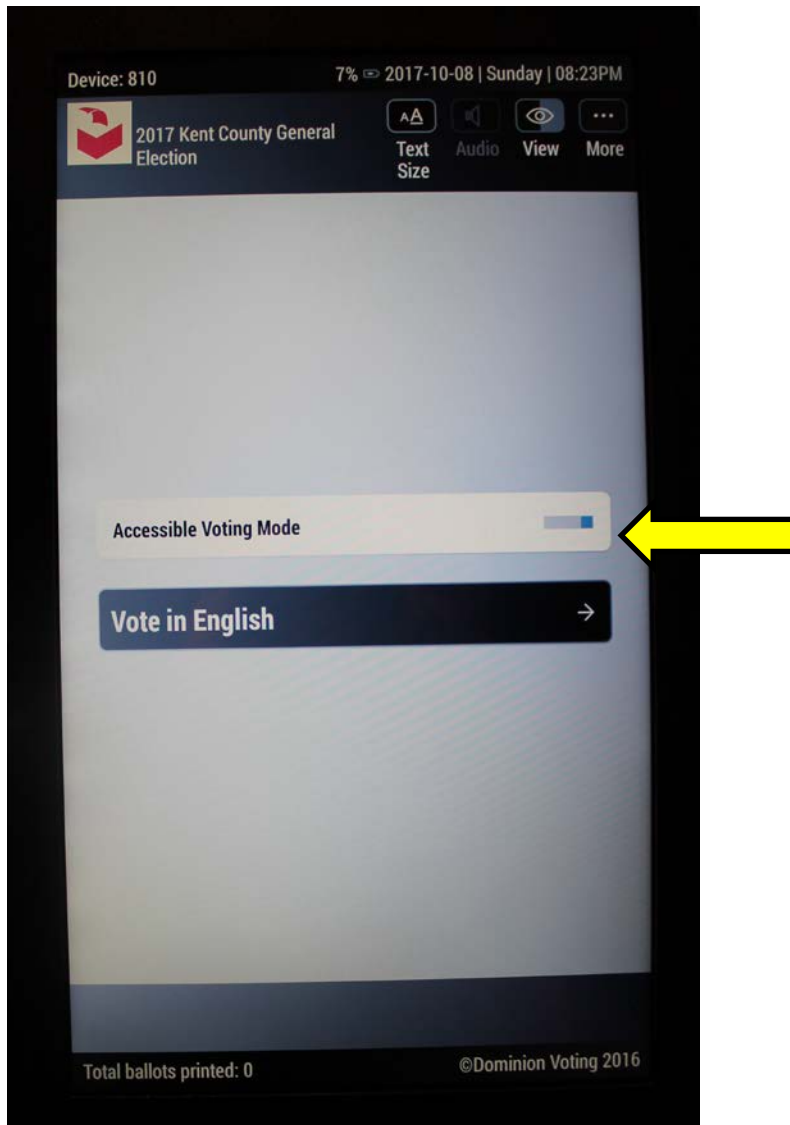 Device: 810
7% 2017-10-08 | Sunday | 08:23PM
2017 Kent County General
Election
AA
Text
Size
Audio
View
More
Accessible Voting Mode
Vote in English
Total ballots printed: 0
©Dominion Voting 2016